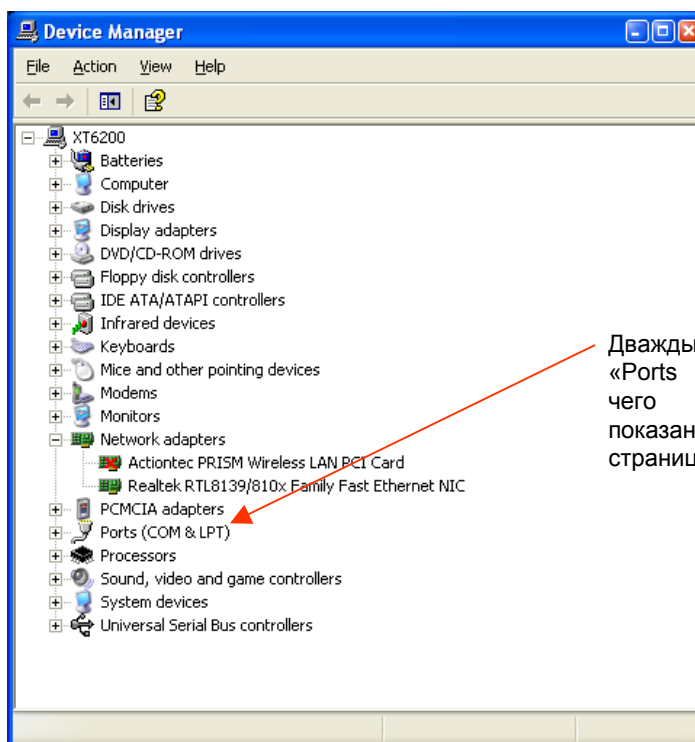 Device Manager
File Action View Help
XT6200
Batteries
Computer
Disk drives
Display adapters
DVD/CD-ROM drives
Floppy disk controllers
IDE ATA/ATAPI controllers
Infrared devices
Keyboards
Mice and other pointing devices
Modems
Monitors
Network adapters
Actiontec PRISM Wireless LAN PCI Card
Realtek RTL8139/810x Family Fast Ethernet NIC
PCMCIA adapters
Ports (COM & LPT)
Processors
Sound, video and game controllers
System devices
Universal Serial Bus controllers
Дважды
«Ports
чего
показан
страниц